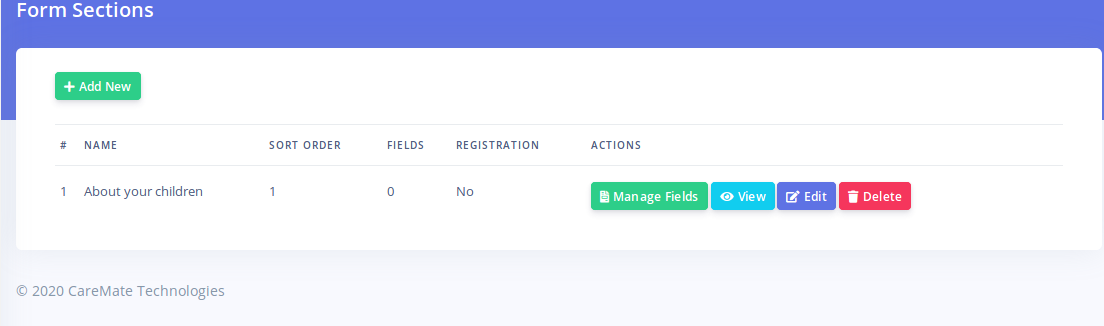 Form Sections
Add New
# NAME SORT ORDER FIELDS REGISTRATION ACTIONS
1 About your children 1 0 No Manage Fields View Edit Delete
© 2020 CareMate Technologies